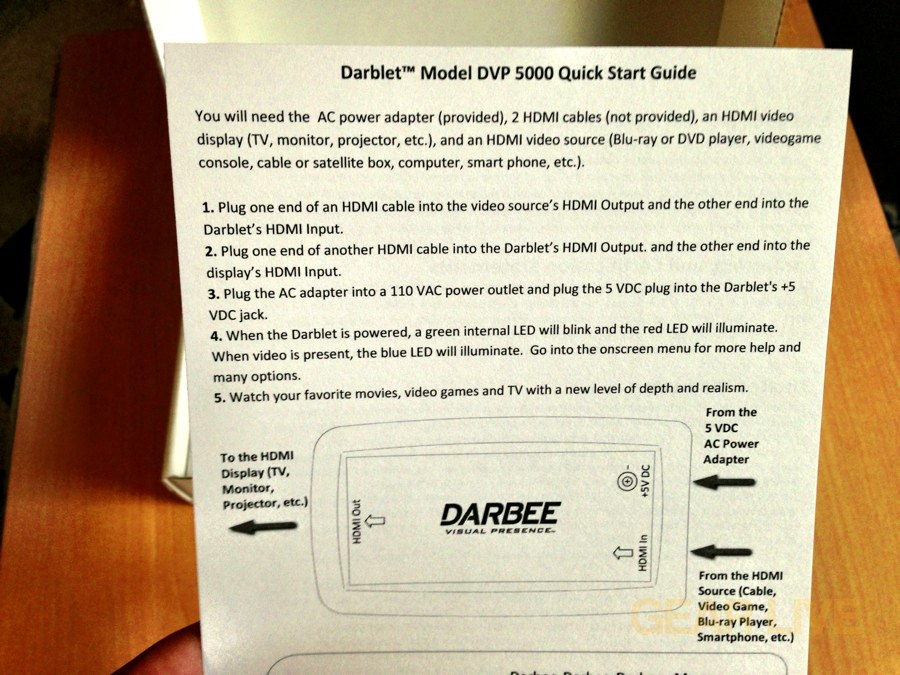 Darblet™ Model DVP 5000 Quick Start Guide
You will need the AC power adapter (provided), 2 HDMI cables (not provided), an HDMI video
display (TV, monitor, projector, etc.), and an HDMI video source (Blu-ray or DVD player, videogame
console, cable or satellite box, computer, smart phone, etc.).
1. Plug one end of an HDMI cable into the video source's HDMI Output and the other end into the
Darblet's HDMI Input.
2. Plug one end of another HDMI cable into the Darblet's HDMI Output. and the other end into the
display's HDMI Input.
3. Plug the AC adapter into a 110 VAC power outlet and plug the 5 VDC plug into the Darblet's +5
VDC jack.
4. When the Darblet is powered, a green internal LED will blink and the red LED will illuminate.
When video is present, the blue LED will illuminate. Go into the onscreen menu for more help and
many options.
5. Watch your favorite movies, video games and TV with a new level of depth and realism.
From the
5 VDC
AC Power
Adapter
To the HDMI
Display (TV,
Monitor,
Projector, etc.)
HDMI Out
DARBEE
VISUAL PRESENCE™
- +5V DC
HDMI In
From the HDMI
Source (Cable,
Video Game,
Blu-ray Player,
Smartphone, etc.)
GEAR LIVE